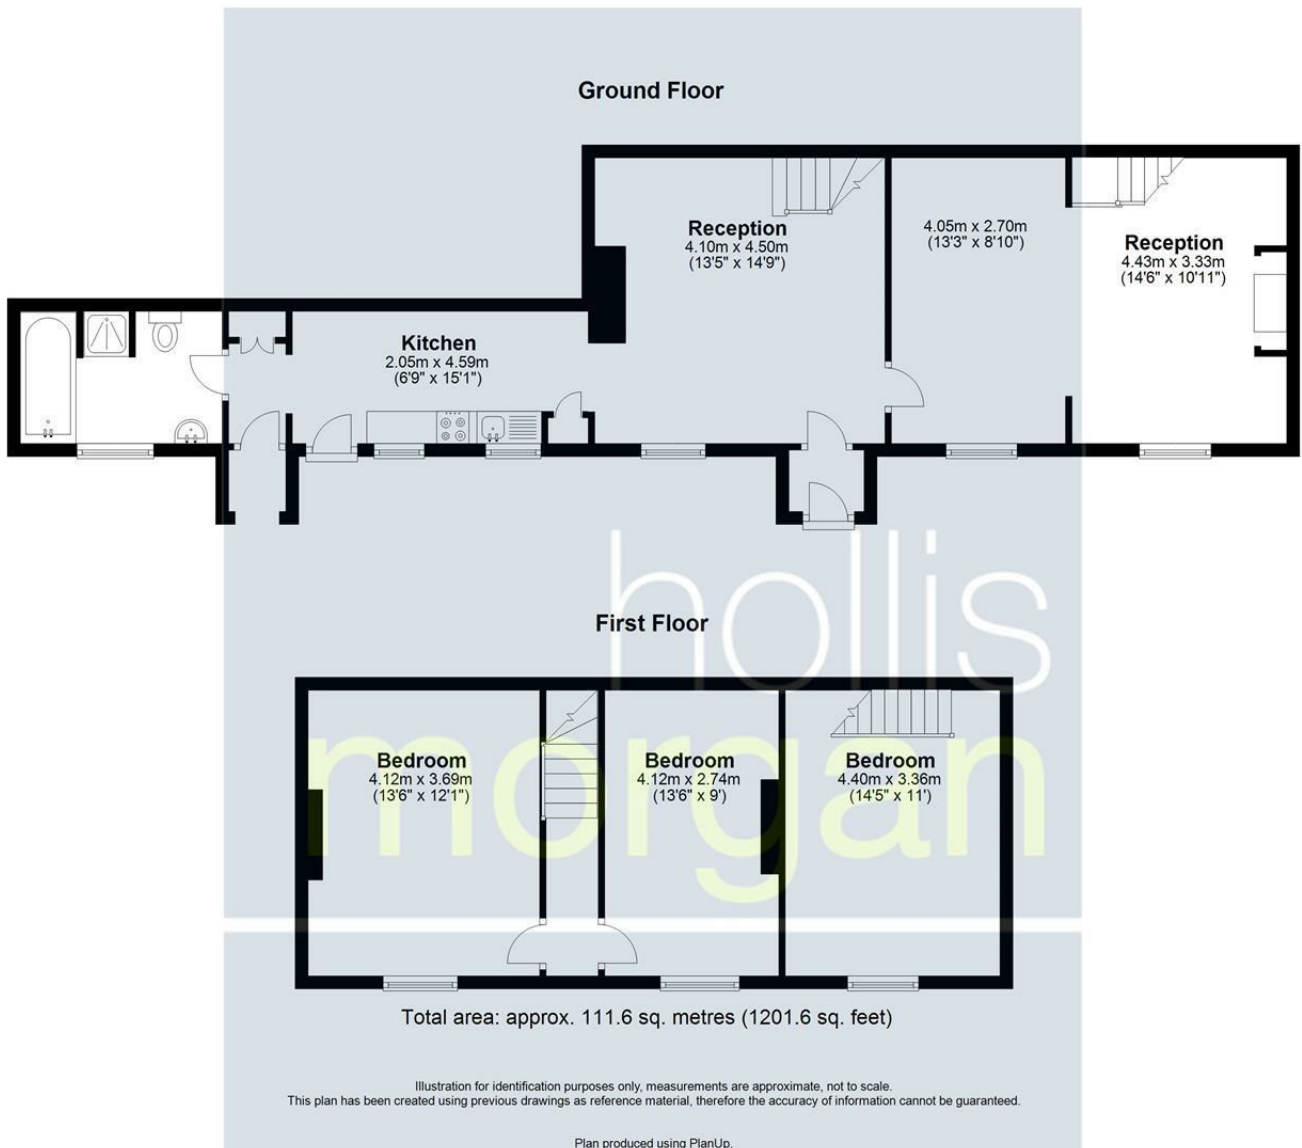 Ground Floor
Reception
4.10m x 4.50m
(13'5" x 14'9")
4.05m x 2.70m
(13'3" x 8'10")
Reception
4.43m x 3.33m
(14'6" x 10'11")
Kitchen
2.05m x 4.59m
(6'9" x 15'1")
hollis
morgan
First Floor
Bedroom
4.12m x 3.69m
(13'6" x 12'1")
Bedroom
4.12m x 2.74m
(13'6" x 9')
Bedroom
4.40m x 3.36m
(14'5" x 11')
Total area: approx. 111.6 sq. metres (1201.6 sq. feet)
Illustration for identification purposes only, measurements are approximate, not to scale.
This plan has been created using previous drawings as reference material, therefore the accuracy of information cannot be guaranteed.
Plan produced using PlanUp.